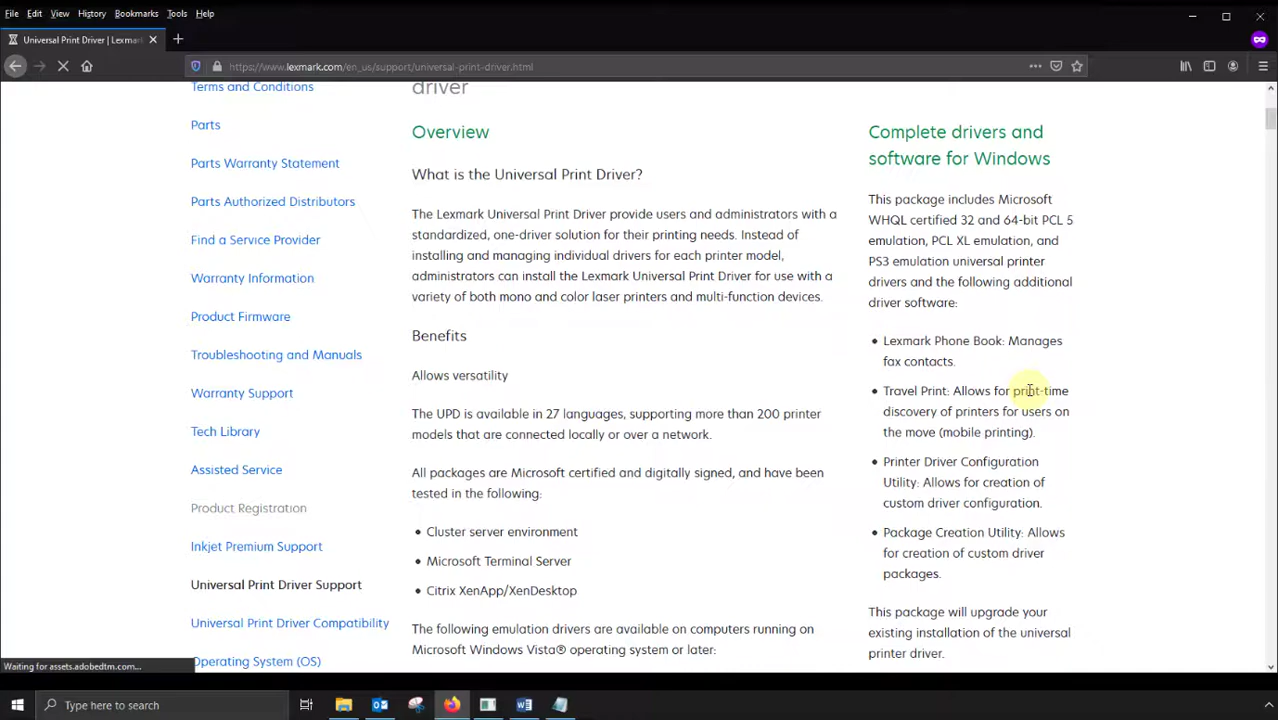 File Edit View History Bookmarks Tools Help
Universal Print Driver | Lexmark
https://www.lexmark.com/en_us/support/universal-print-driver.html
Terms and Conditions
Parts
Parts Warranty Statement
Parts Authorized Distributors
Find a Service Provider
Warranty Information
Product Firmware
Troubleshooting and Manuals
Warranty Support
Tech Library
Assisted Service
Product Registration
Inkjet Premium Support
Universal Print Driver Support
Universal Print Driver Compatibility
Operating System (OS)
driver
Overview
What is the Universal Print Driver?
The Lexmark Universal Print Driver provide users and administrators with a
standardized, one-driver solution for their printing needs. Instead of
installing and managing individual drivers for each printer model,
administrators can install the Lexmark Universal Print Driver for use with a
variety of both mono and color laser printers and multi-function devices.
Benefits
Allows versatility
The UPD is available in 27 languages, supporting more than 200 printer
models that are connected locally or over a network.
All packages are Microsoft certified and digitally signed, and have been
tested in the following:
• Cluster server environment
• Microsoft Terminal Server
• Citrix XenApp/XenDesktop
The following emulation drivers are available on computers running on
Microsoft Windows Vista® operating system or later:
Complete drivers and
software for Windows
This package includes Microsoft
WHQL certified 32 and 64-bit PCL 5
emulation, PCL XL emulation, and
PS3 emulation universal printer
drivers and the following additional
driver software:
• Lexmark Phone Book: Manages
fax contacts.
• Travel Print: Allows for print-time
discovery of printers for users on
the move (mobile printing).
• Printer Driver Configuration
Utility: Allows for creation of
custom driver configuration.
• Package Creation Utility: Allows
for creation of custom driver
packages.
This package will upgrade your
existing installation of the universal
printer driver.
Waiting for assets.adobedtm.com...
Type here to search